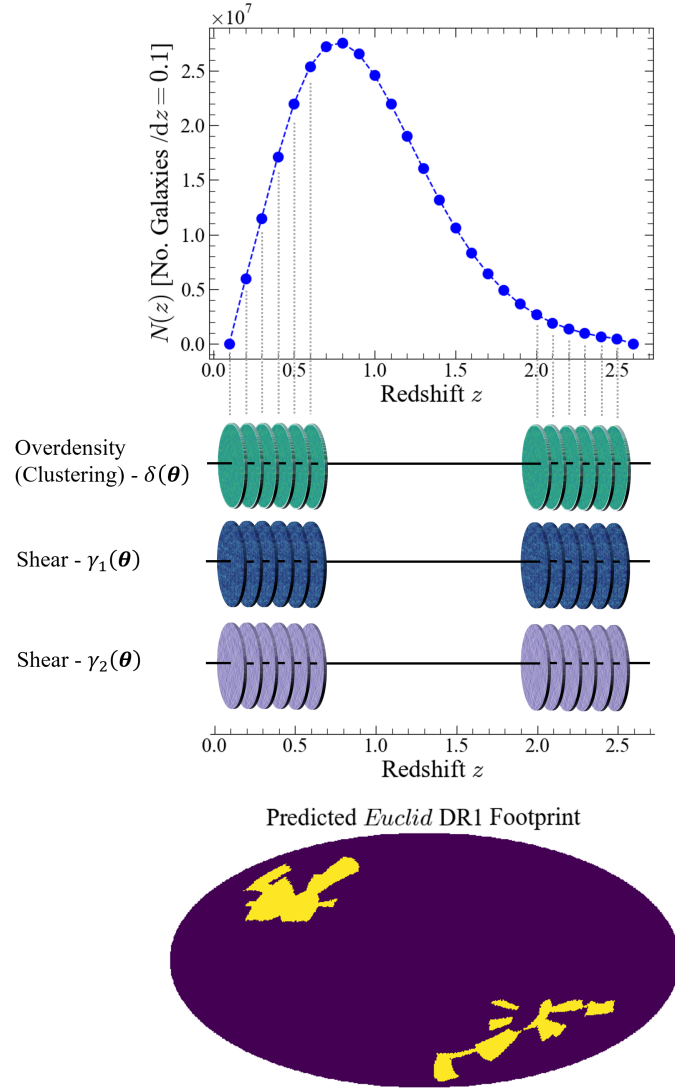 ×10⁷
N(z) [No. Galaxies /dz = 0.1]
2.5
2.0
1.5
1.0
0.5
0.0
0.0 0.5 1.0 1.5 2.0 2.5
Redshift z
Overdensity
(Clustering) - δ(θ)
Shear - γ₁(θ)
Shear - γ₂(θ)
0.0 0.5 1.0 1.5 2.0 2.5
Redshift z
Predicted Euclid DR1 Footprint